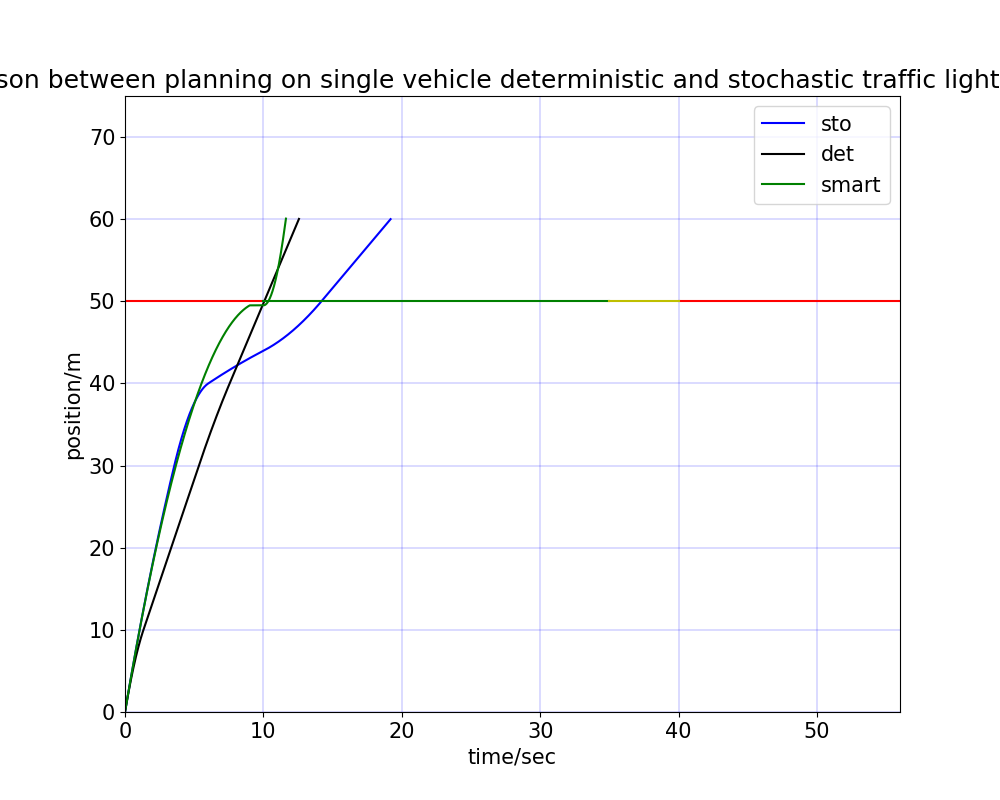 son between planning on single vehicle deterministic and stochastic traffic light
70
60
50
40
30
20
10
0
position/m
sto
det
smart
0 10 20 30 40 50
time/sec